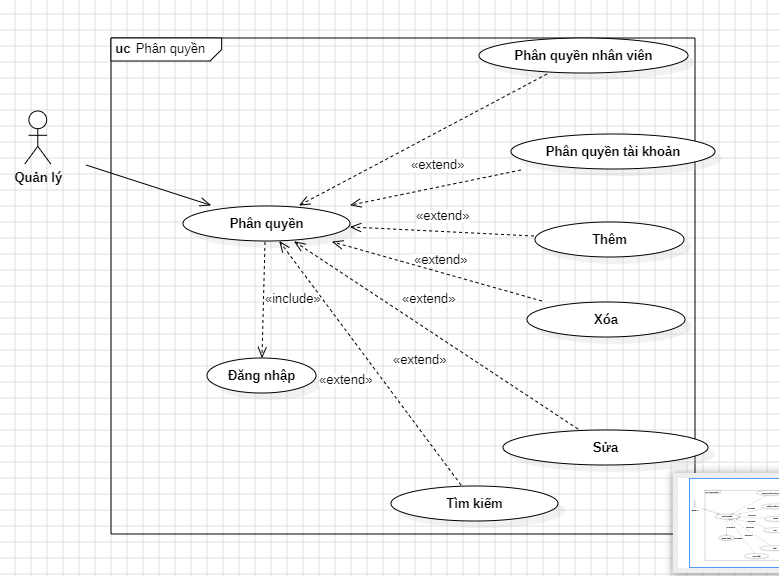 uc Phân quyền
Phân quyền nhân viên
Quản lý
«extend»
Phân quyền tài khoản
Phân quyền
«extend»
Thêm
«extend»
«include»
«extend»
Xóa
«extend»
Đăng nhập
«extend»
Sửa
Tìm kiếm